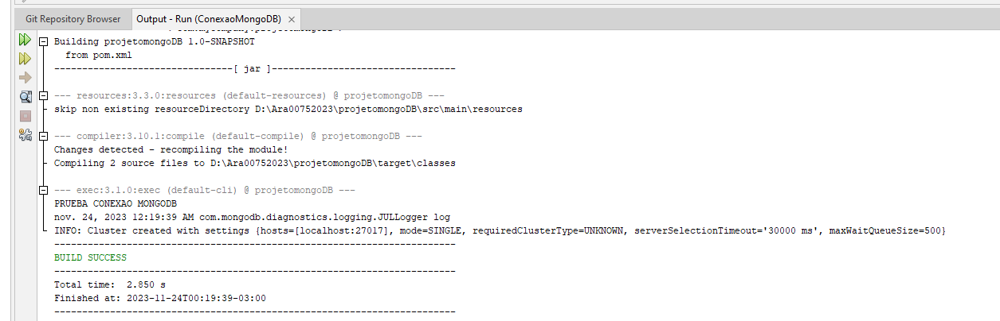 Git Repository Browser
Output - Run (ConexaoMongoDB) ×
Building projetomongoDB 1.0-SNAPSHOT
from pom.xml
--------------------------------[ jar ]---------------------------------
--- resources:3.3.0:resources (default-resources) @ projetomongoDB ---
skip non existing resourceDirectory D:\Ara00752023\projetomongoDB\src\main\resources
--- compiler:3.10.1:compile (default-compile) @ projetomongoDB ---
Changes detected - recompiling the module!
Compiling 2 source files to D:\Ara00752023\projetomongoDB\target\classes
--- exec:3.1.0:exec (default-cli) @ projetomongoDB ---
PRUEBA CONEXAO MONGODB
nov. 24, 2023 12:19:39 AM com.mongodb.diagnostics.logging.JULLogger log
INFO: Cluster created with settings {hosts=[localhost:27017], mode=SINGLE, requiredClusterType=UNKNOWN, serverSelectionTimeout='30000 ms', maxWaitQueueSize=500}
------------------------------------------------------------------------
BUILD SUCCESS
------------------------------------------------------------------------
Total time:  2.850 s
Finished at: 2023-11-24T00:19:39-03:00
------------------------------------------------------------------------